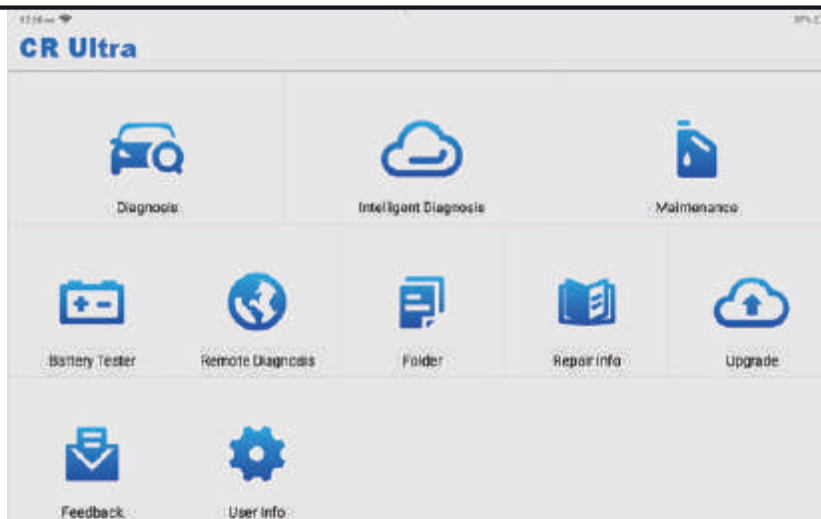 CR Ultra
Diagnosis
Intelligent Diagnosis
Maintenance
Battery Tester
Remote Diagnosis
Folder
Repair Info
Upgrade
Feedback
User Info